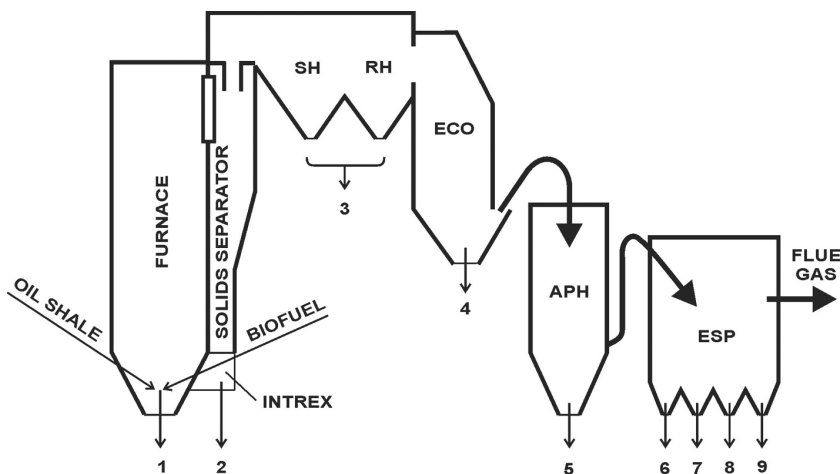 SH
RH
ECO
FURNACE
SOLIDS SEPARATOR
3
OIL SHALE
BIOFUEL
INTREX
4
APH
ESP
FLUE
GAS
1
2
5
6
7
8
9